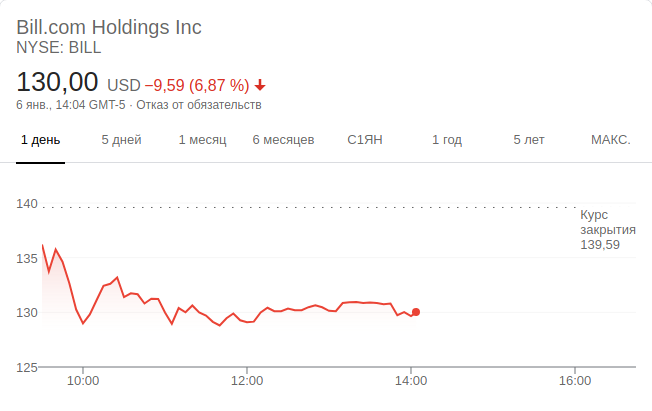 Bill.com Holdings Inc
NYSE: BILL
130,00 USD −9,59 (6,87 %)
6 янв., 14:04 GMT-5 · Отказ от обязательств
1 день 5 дней 1 месяц 6 месяцев С1ЯН 1 год 5 лет МАКС.
140
Курс
закрытия
139,59
135
130
125
10:00 12:00 14:00 16:00